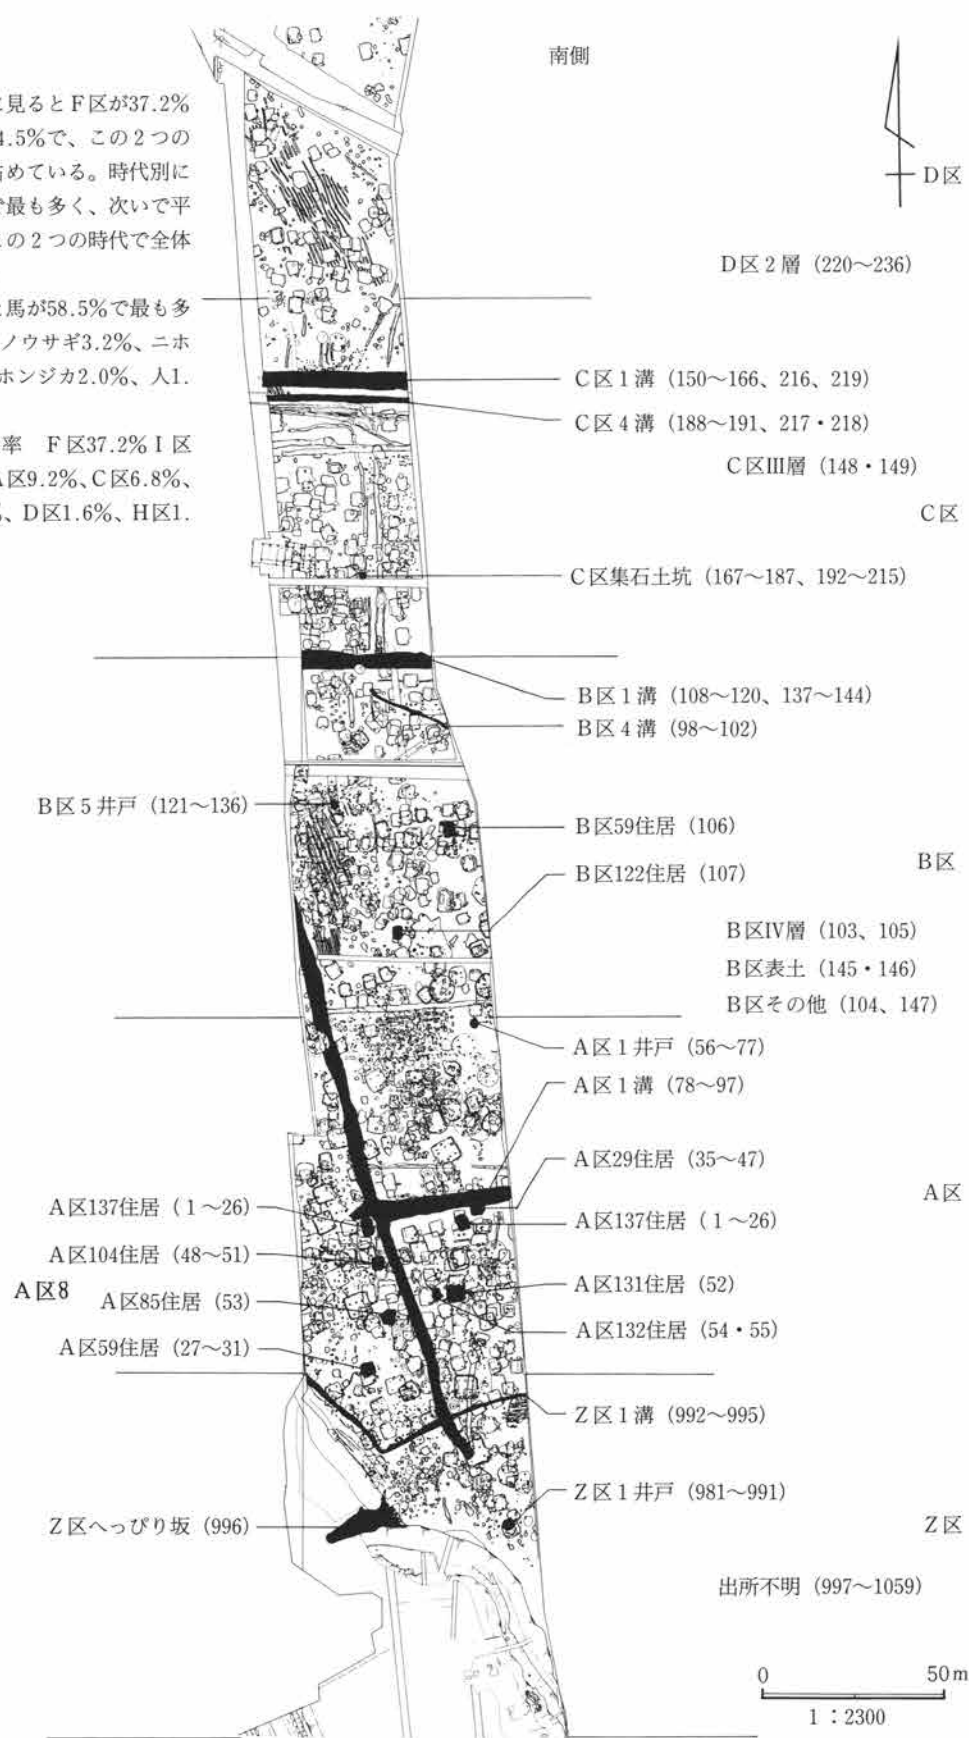 南側
見るとF区が37.2%
4.5%で、この2つの
占めている。時代別に
で最も多く、次いで平
の2つの時代で全体
馬が58.5%で最も多
ノウサギ3.2%、ニホ
ホンジカ2.0%、人1.
率 F区37.2% I区
A区9.2%、C区6.8%、
、D区1.6%、H区1.
D区
D区2層(220~236)
C区1溝(150~166、216、219)
C区4溝(188~191、217・218)
C区III層(148・149)
C区
C区集石土坑(167~187、192~215)
B区1溝(108~120、137~144)
B区4溝(98~102)
B区5井戸(121~136)
B区59住居(106)
B区
B区122住居(107)
B区IV層(103、105)
B区表土(145・146)
B区その他(104、147)
A区1井戸(56~77)
A区1溝(78~97)
A区29住居(35~47)
A区
A区137住居(1~26)
A区137住居(1~26)
A区104住居(48~51)
A区8
A区85住居(53)
A区131住居(52)
A区132住居(54・55)
A区59住居(27~31)
Z区1溝(992~995)
Z区1井戸(981~991)
Z区へっぴり坂(996)
Z区
出所不明(997~1059)
0 50m
1:2300